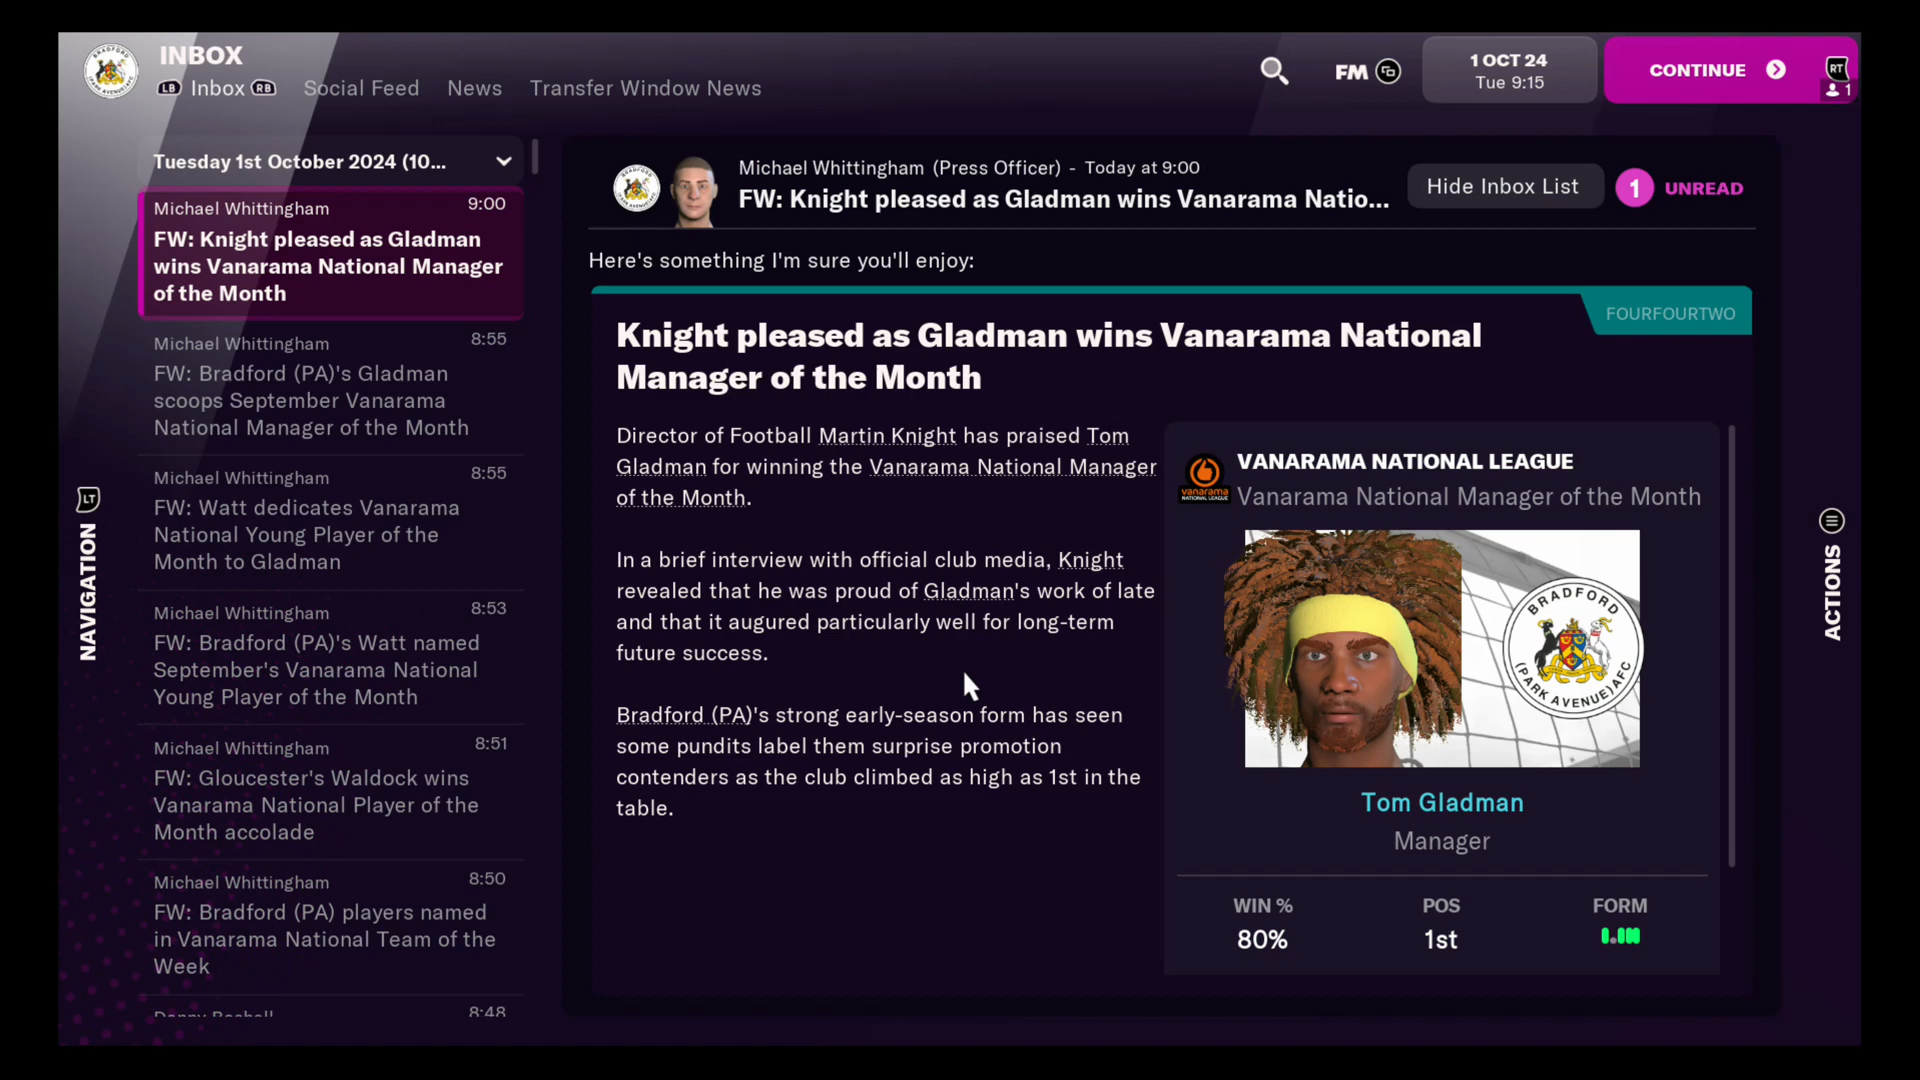 INBOX
LB Inbox RB
Social Feed
News
Transfer Window News
FM
1 OCT 24
Tue 9:15
CONTINUE
RT
1
Tuesday 1st October 2024 (10...
Michael Whittingham 9:00
FW: Knight pleased as Gladman
wins Vanarama National Manager
of the Month
Michael Whittingham 8:55
FW: Bradford (PA)'s Gladman
scoops September Vanarama
National Manager of the Month
Michael Whittingham 8:55
FW: Watt dedicates Vanarama
National Young Player of the
Month to Gladman
Michael Whittingham 8:53
FW: Bradford (PA)'s Watt named
September's Vanarama National
Young Player of the Month
Michael Whittingham 8:51
FW: Gloucester's Waldock wins
Vanarama National Player of the
Month accolade
Michael Whittingham 8:50
FW: Bradford (PA) players named
in Vanarama National Team of the
Week
8:48
LT
NAVIGATION
Michael Whittingham (Press Officer) - Today at 9:00
FW: Knight pleased as Gladman wins Vanarama Natio...
Hide Inbox List
1 UNREAD
Here's something I'm sure you'll enjoy:
FOURFOURTWO
Knight pleased as Gladman wins Vanarama National
Manager of the Month
Director of Football Martin Knight has praised Tom
Gladman for winning the Vanarama National Manager
of the Month.
In a brief interview with official club media, Knight
revealed that he was proud of Gladman's work of late
and that it augured particularly well for long-term
future success.
Bradford (PA)'s strong early-season form has seen
some pundits label them surprise promotion
contenders as the club climbed as high as 1st in the
table.
vanarama
NATIONAL LEAGUE
VANARAMA NATIONAL LEAGUE
Vanarama National Manager of the Month
BRADFORD
(PARK AVENUE) AFC
Tom Gladman
Manager
WIN % POS FORM
80% 1st
ACTIONS